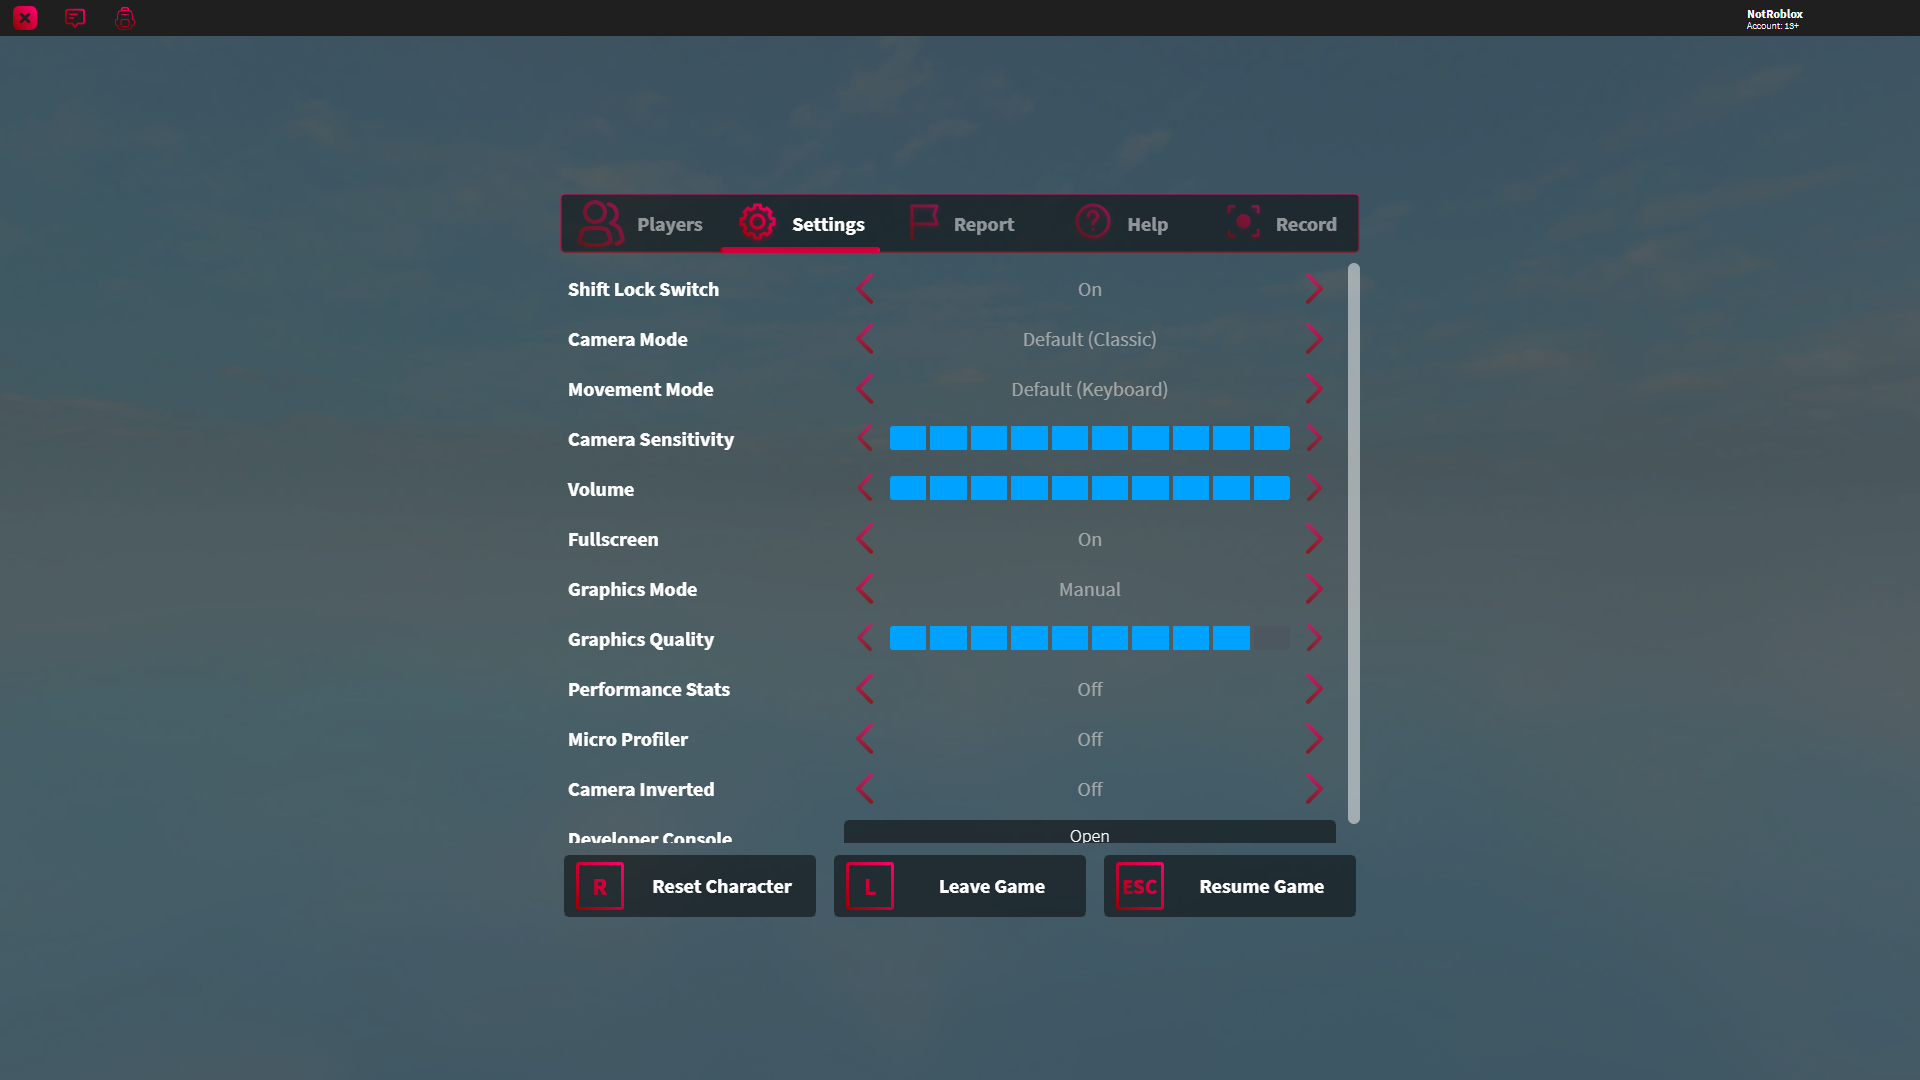 NotRoblox
Account: 13+
Players
Settings
Report
Help
Record
Shift Lock Switch
On
Camera Mode
Default (Classic)
Movement Mode
Default (Keyboard)
Camera Sensitivity
Volume
Fullscreen
On
Graphics Mode
Manual
Graphics Quality
Performance Stats
Off
Micro Profiler
Off
Camera Inverted
Off
Developer Console
Open
R
Reset Character
L
Leave Game
ESC
Resume Game